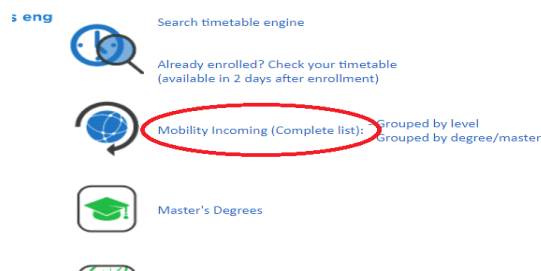 s eng
Search timetable engine
Already enrolled? Check your timetable
(available in 2 days after enrollment)
Mobility Incoming (Complete list): - Grouped by level
- Grouped by degree/master
Master's Degrees